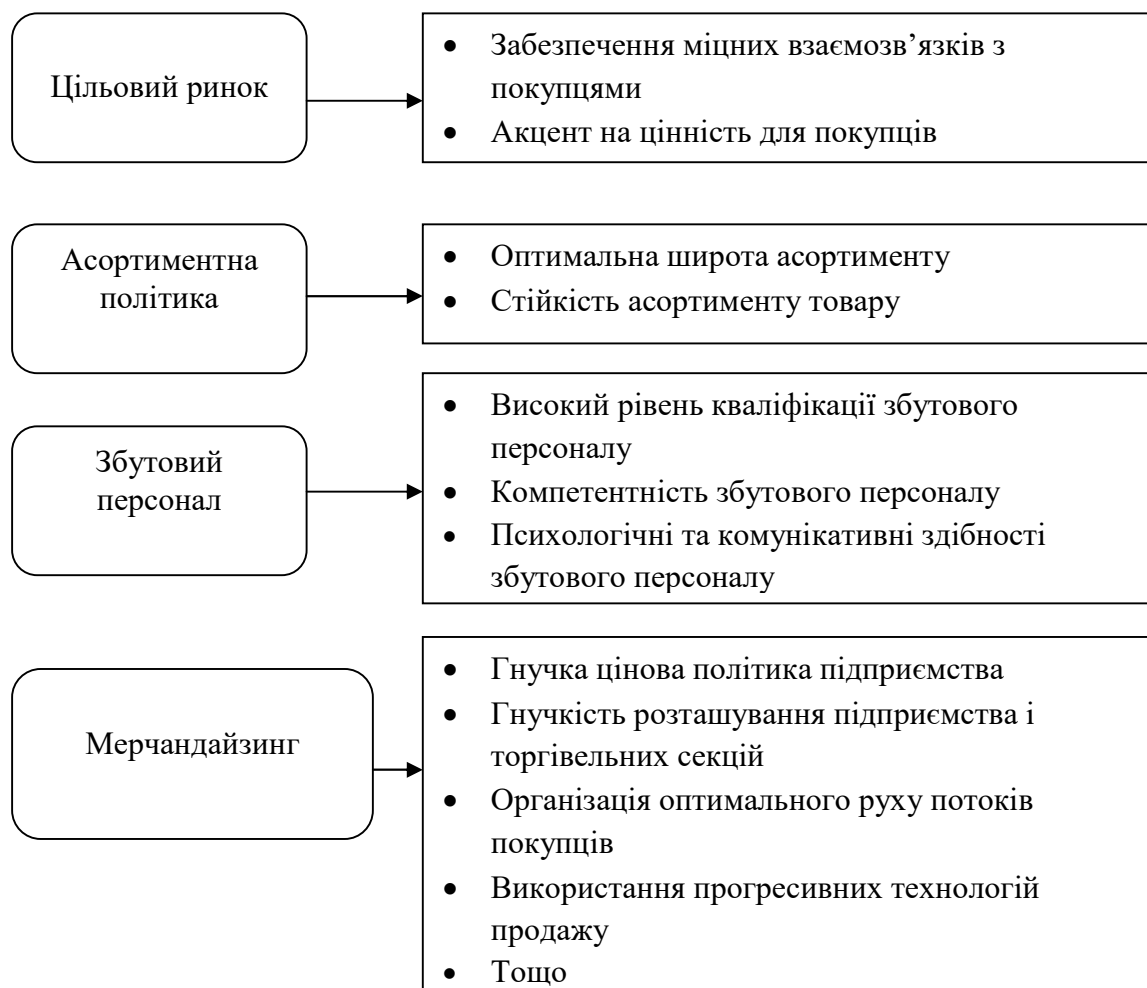 Цільовий ринок
• Забезпечення міцних взаємозв’язків з
покупцями
• Акцент на цінність для покупців
Асортиментна
політика
• Оптимальна широта асортименту
• Стійкість асортименту товару
Збутовий
персонал
• Високий рівень кваліфікації збутового
персоналу
• Компетентність збутового персоналу
• Психологічні та комунікативні здібності
збутового персоналу
Мерчандайзинг
• Гнучка цінова політика підприємства
• Гнучкість розташування підприємства і
торгівельних секцій
• Організація оптимального руху потоків
покупців
• Використання прогресивних технологій
продажу
• Тощо